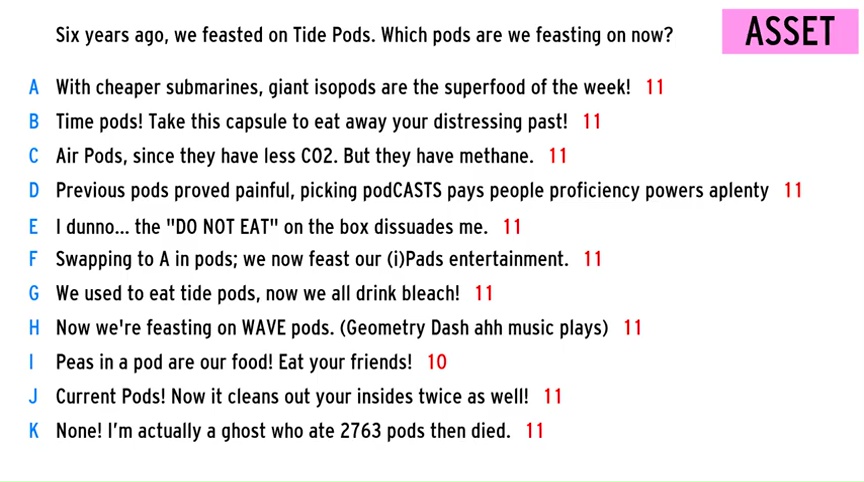 Six years ago, we feasted on Tide Pods. Which pods are we feasting on now?
ASSET
A With cheaper submarines, giant isopods are the superfood of the week! 11
B Time pods! Take this capsule to eat away your distressing past! 11
C Air Pods, since they have less CO2. But they have methane. 11
D Previous pods proved painful, picking podCASTS pays people proficiency powers aplenty 11
E I dunno... the "DO NOT EAT" on the box dissuades me. 11
F Swapping to A in pods; we now feast our (i)Pads entertainment. 11
G We used to eat tide pods, now we all drink bleach! 11
H Now we're feasting on WAVE pods. (Geometry Dash ahh music plays) 11
I Peas in a pod are our food! Eat your friends! 10
J Current Pods! Now it cleans out your insides twice as well! 11
K None! I'm actually a ghost who ate 2763 pods then died. 11